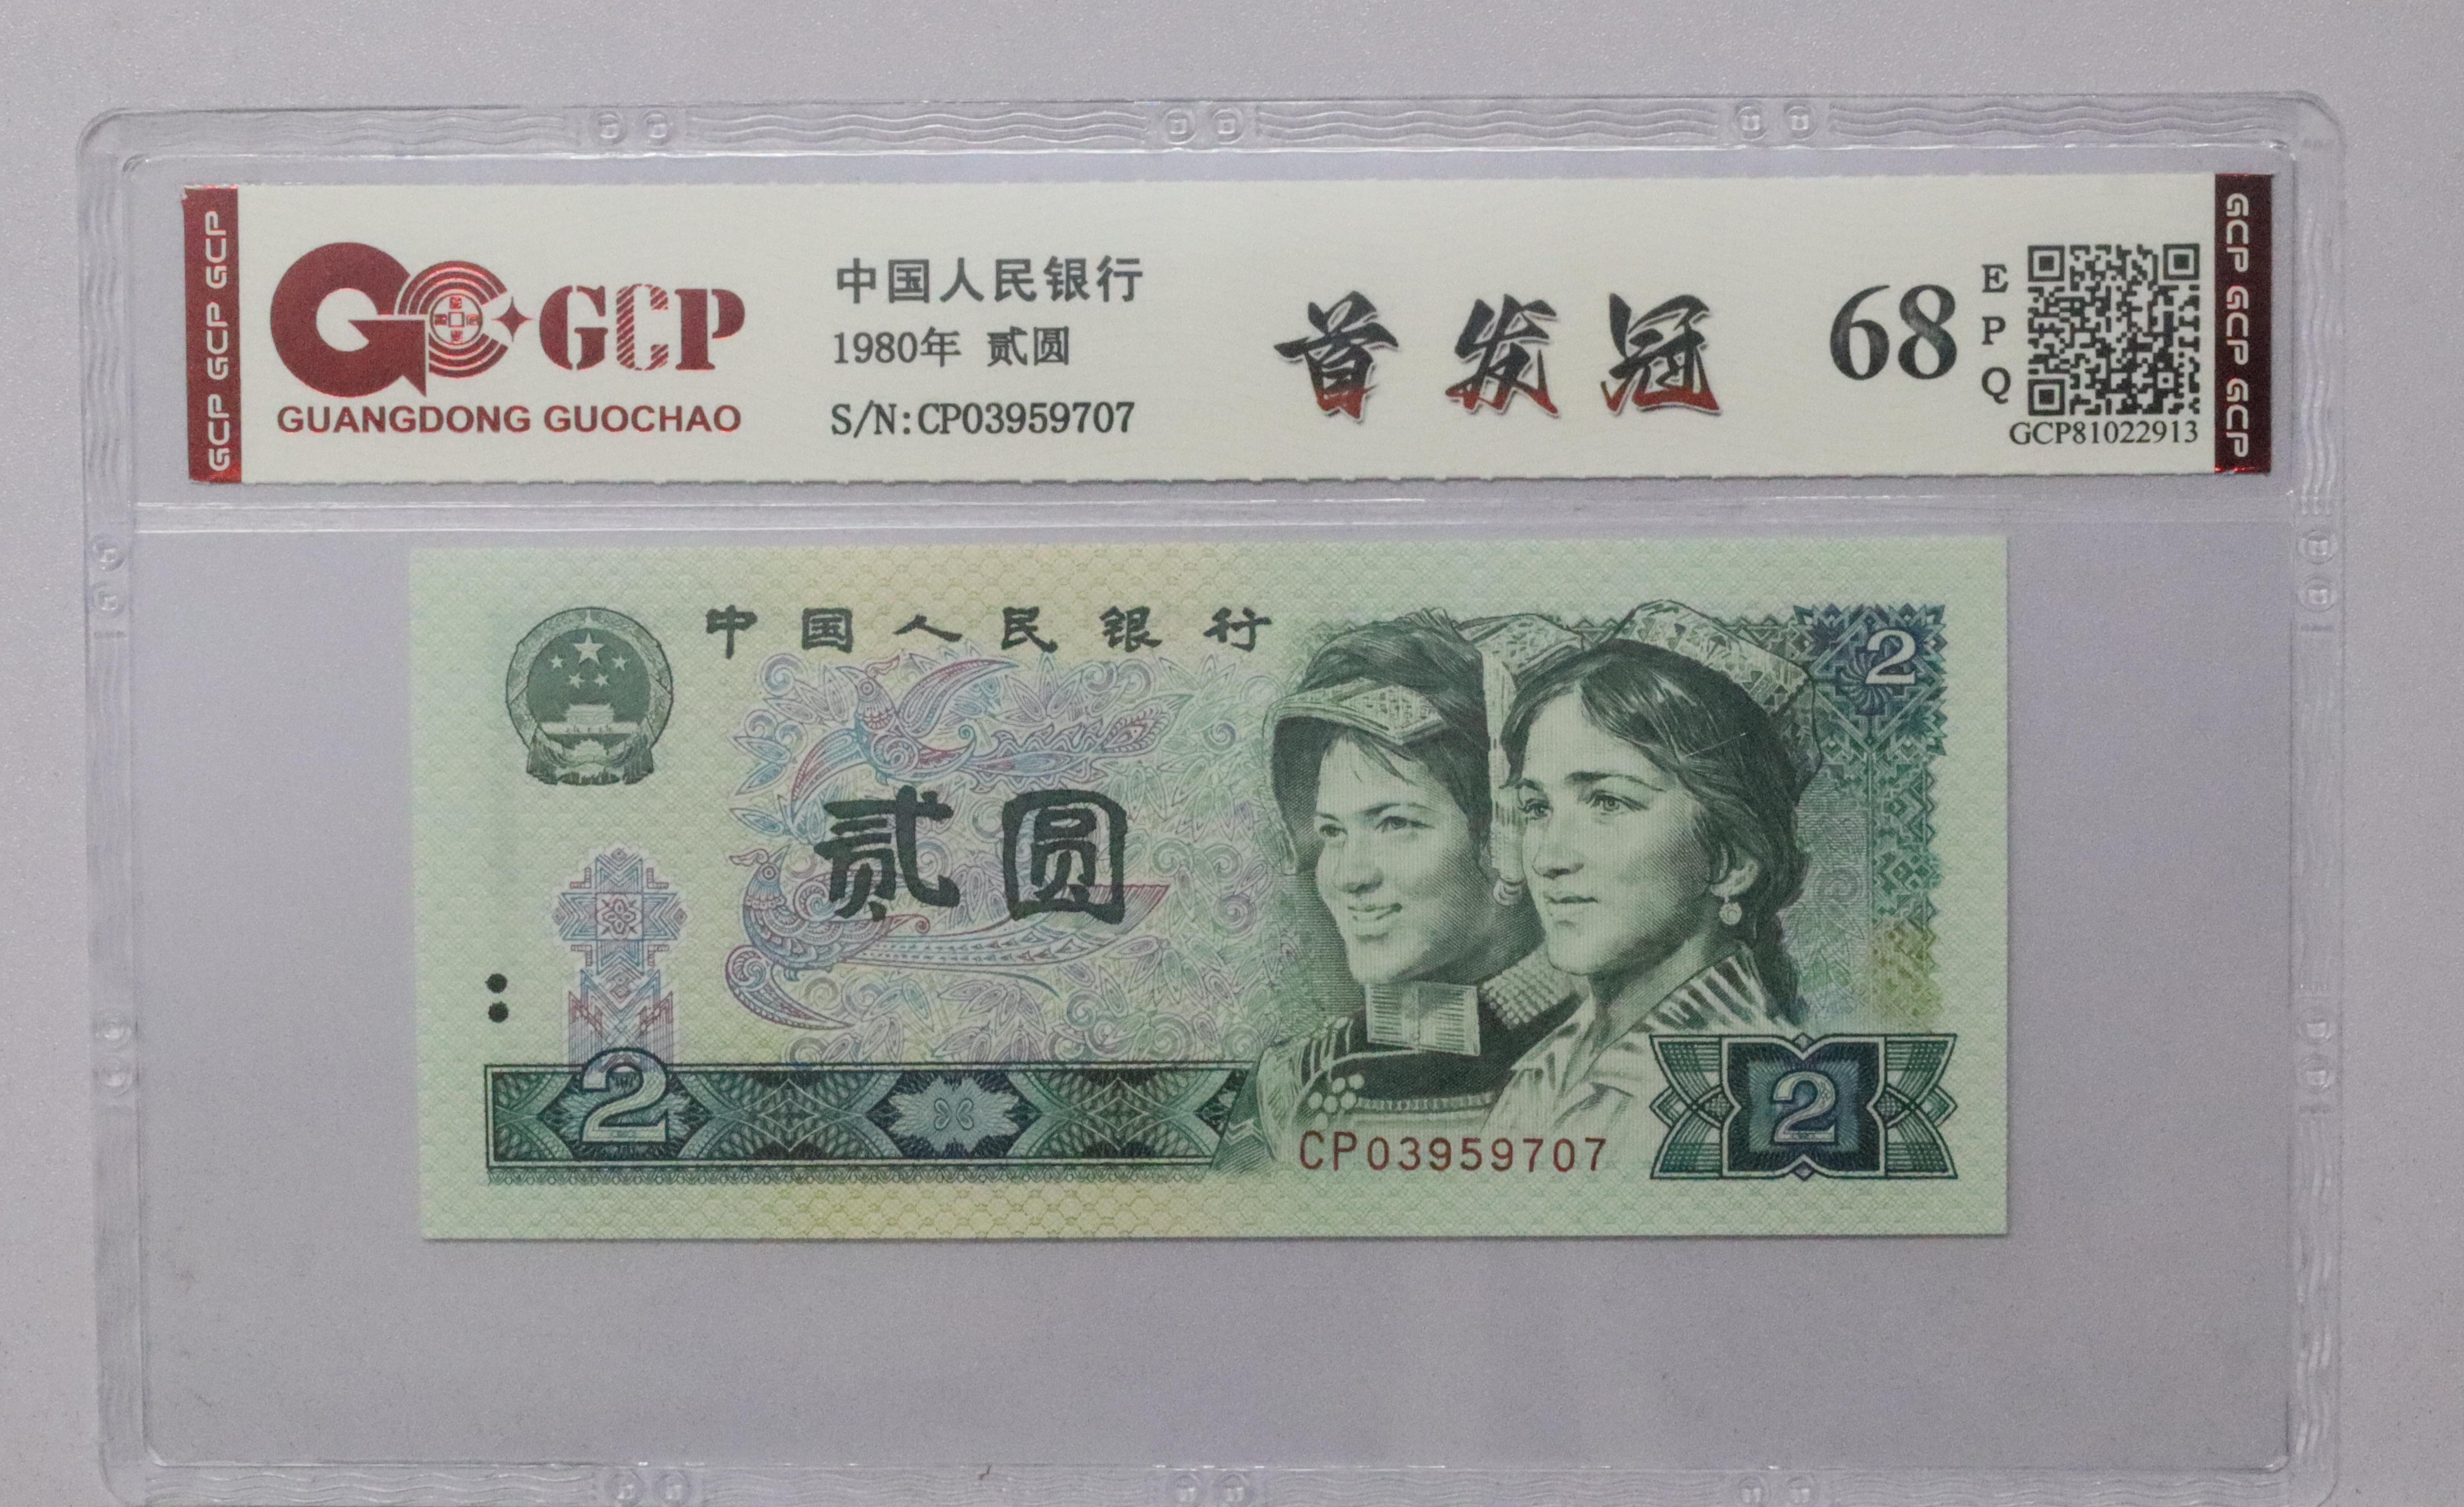 GCP GCP GCP
GCP
GUANGDONG GUOCHAO
中国人民银行
1980年 贰圆
S/N:CP03959707
首发冠
68
EPQ
GCP81022913
GCP GCP GCP
中国人民银行
2
贰圆
2
CP03959707
2